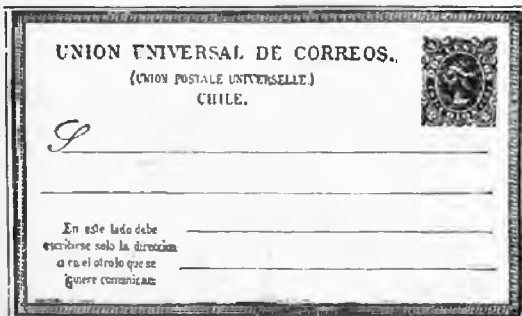 UNION UNIVERSAL DE CORREOS.
(UNION POSTALE UNIVERSELLE.)
CHILE.
S
En este lado debe
escribirse solo la direccion
a en el otro lo que se
quiere comunicar.